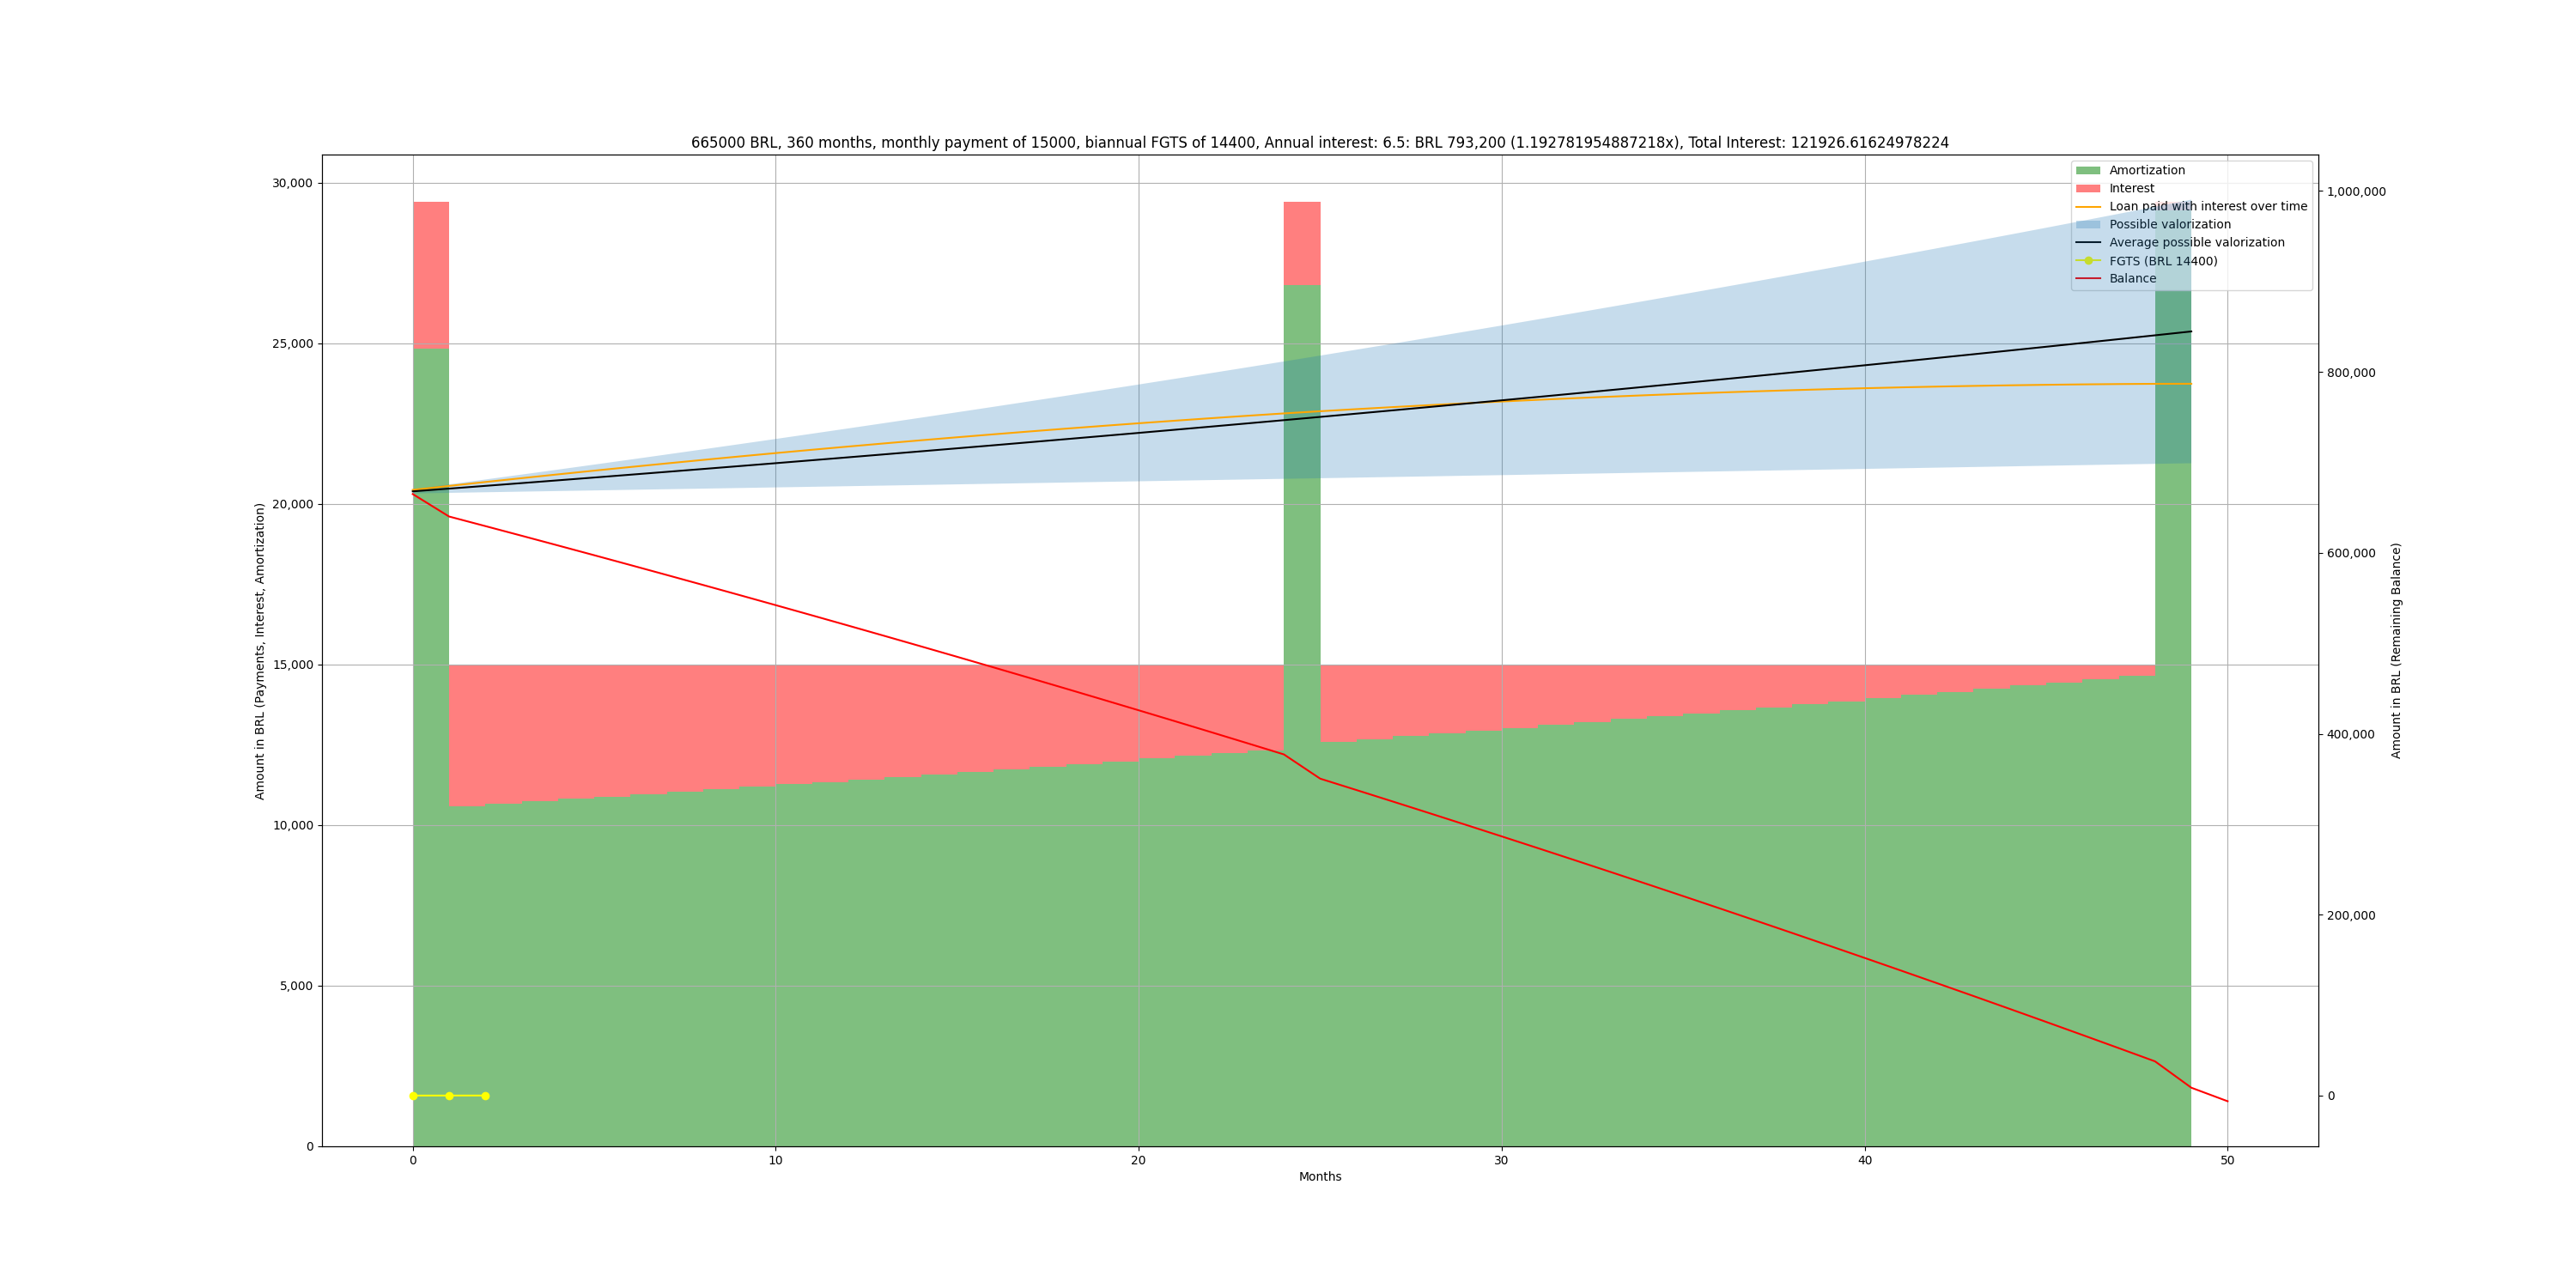 665000 BRL, 360 months, monthly payment of 15000, biannual FGTS of 14400, Annual interest: 6.5: BRL 793,200 (1.192781954887218x), Total Interest: 121926.61624978224
Amortization
Interest
Loan paid with interest over time
Possible valorization
Average possible valorization
FGTS (BRL 14400)
Balance
Amount in BRL (Payments, Interest, Amortization)
30,000
25,000
20,000
15,000
10,000
5,000
0
1,000,000
800,000
600,000
400,000
200,000
0
Amount in BRL (Remaining Balance)
0 10 20 30 40 50
Months